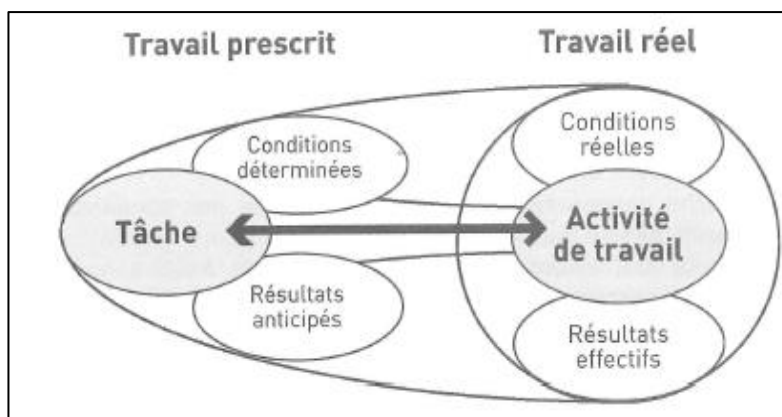 Travail prescrit
Travail réel
Conditions
déterminées
Conditions
réelles
Tâche
Activité
de travail
Résultats
anticipés
Résultats
effectifs